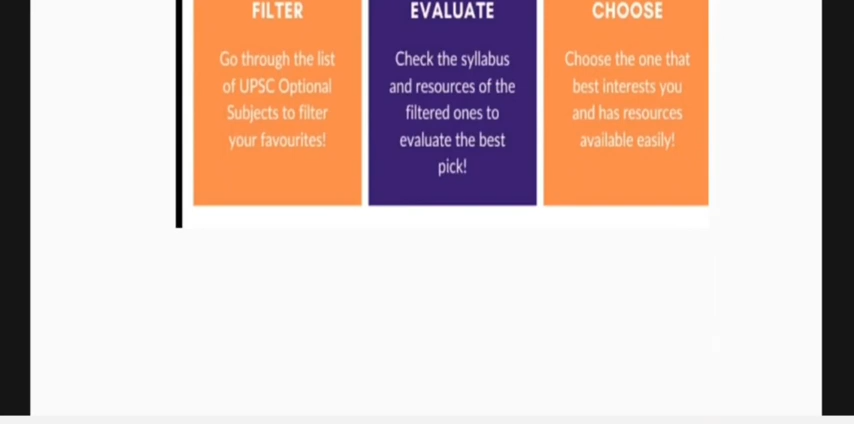 FILTER
Go through the list
of UPSC Optional
Subjects to filter
your favourites!
EVALUATE
Check the syllabus
and resources of the
filtered ones to
evaluate the best
pick!
CHOOSE
Choose the one that
best interests you
and has resources
available easily!